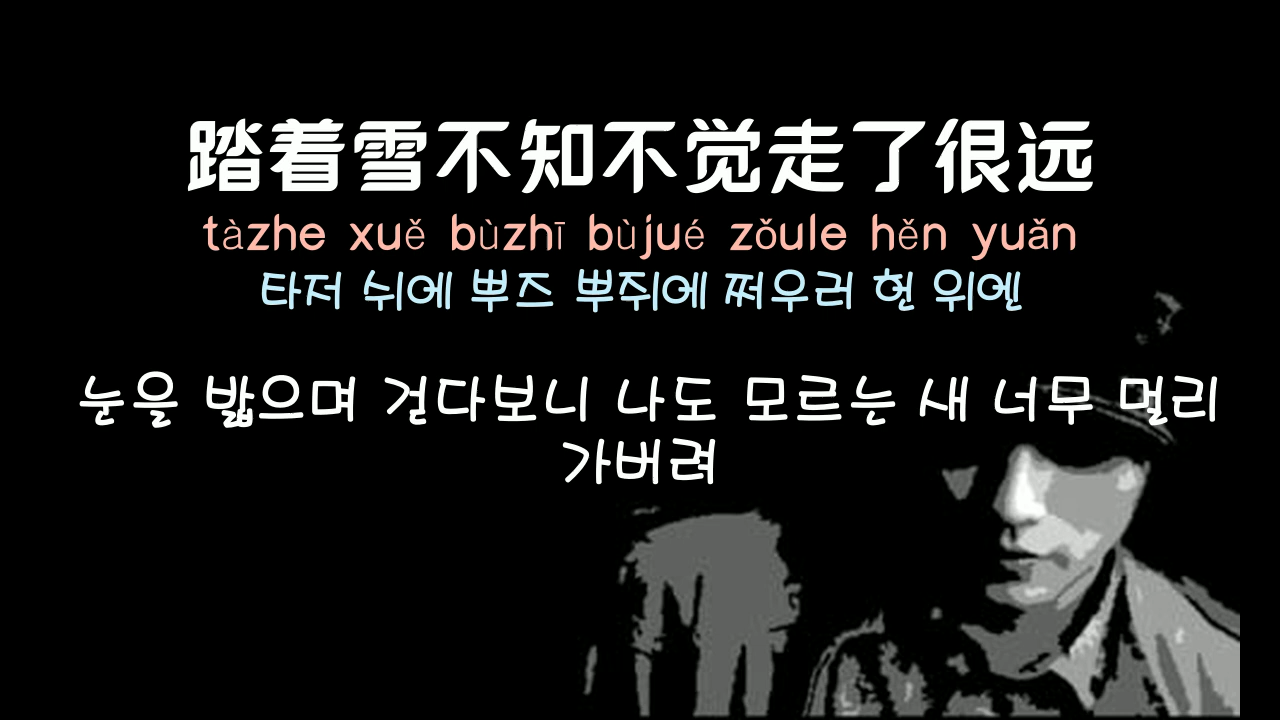 踏着雪不知不觉走了很远
tàzhe xuě bùzhī bùjué zǒule hěn yuǎn
타저 쉬에 뿌즈 뿌쥐에 쩌우러 헌 위엔
눈을 밟으며 걷다보니 나도 모르는 새 너무 멀리
가버려